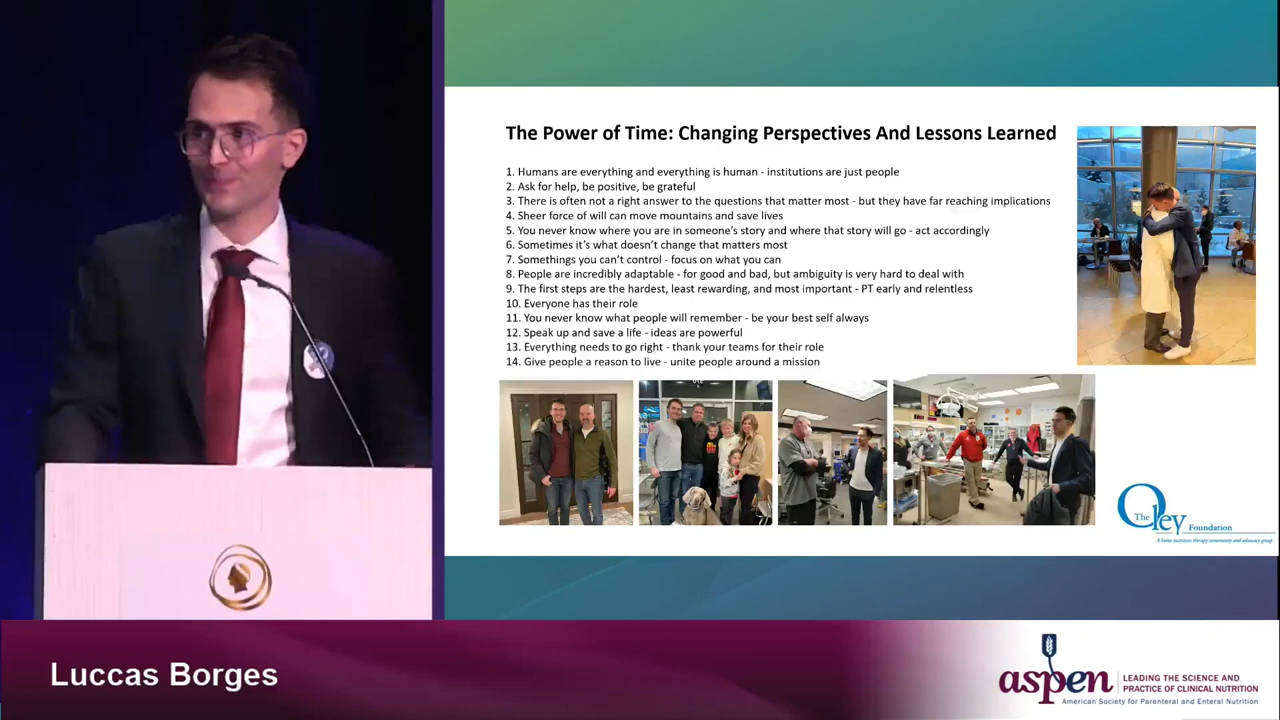 The Power of Time: Changing Perspectives And Lessons Learned
1. Humans are everything and everything is human - institutions are just people
2. Ask for help, be positive, be grateful
3. There is often not a right answer to the questions that matter most - but they have far reaching implications
4. Sheer force of will can move mountains and save lives
5. You never know where you are in someone's story and where that story will go - act accordingly
6. Sometimes it's what doesn't change that matters most
7. Somethings you can't control - focus on what you can
8. People are incredibly adaptable - for good and bad, but ambiguity is very hard to deal with
9. The first steps are the hardest, least rewarding, and most important - PT early and relentless
10. Everyone has their role
11. You never know what people will remember - be your best self always
12. Speak up and save a life - ideas are powerful
13. Everything needs to go right - thank your teams for their role
14. Give people a reason to live - unite people around a mission
The Oley Foundation
A home nutrition therapy community and advocacy group
Luccas Borges
aspen
LEADING THE SCIENCE AND
PRACTICE OF CLINICAL NUTRITION
American Society for Parenteral and Enteral Nutrition